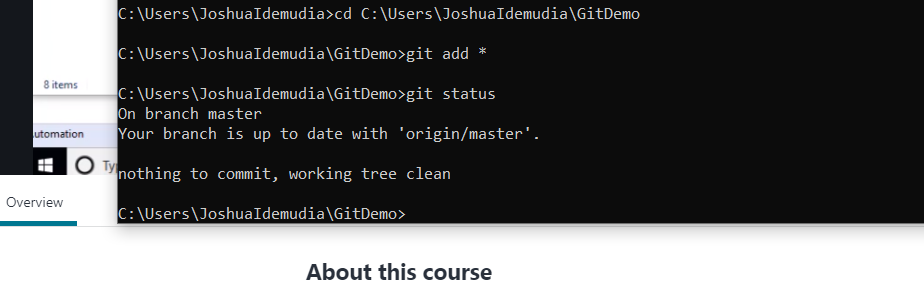 C:\Users\JoshuaIdemudia>cd C:\Users\JoshuaIdemudia\GitDemo
C:\Users\JoshuaIdemudia\GitDemo>git add *
8 items
C:\Users\JoshuaIdemudia\GitDemo>git status
On branch master
Your branch is up to date with 'origin/master'.
utomation
nothing to commit, working tree clean
Overview
C:\Users\JoshuaIdemudia\GitDemo>
About this course